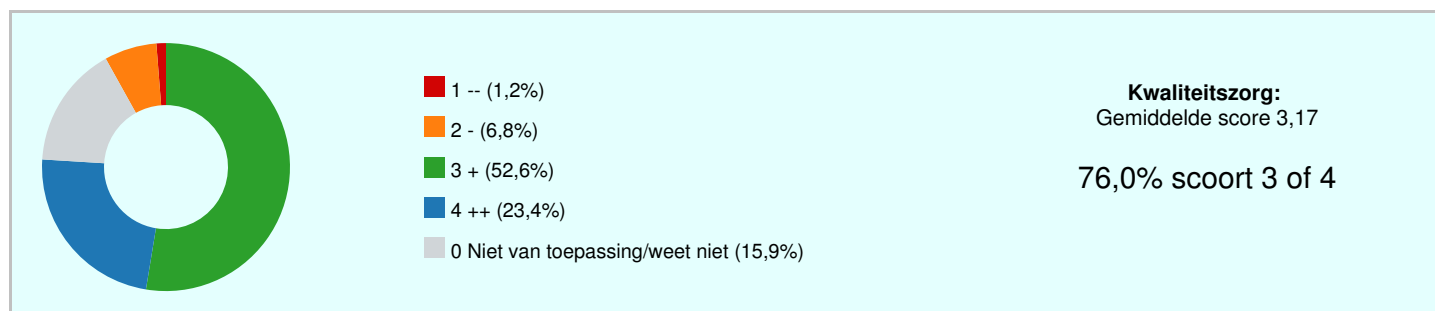 1 -- (1,2%)
2 - (6,8%)
3 + (52,6%)
4 ++ (23,4%)
0 Niet van toepassing/weet niet (15,9%)
Kwaliteitszorg:
Gemiddelde score 3,17
76,0% scoort 3 of 4